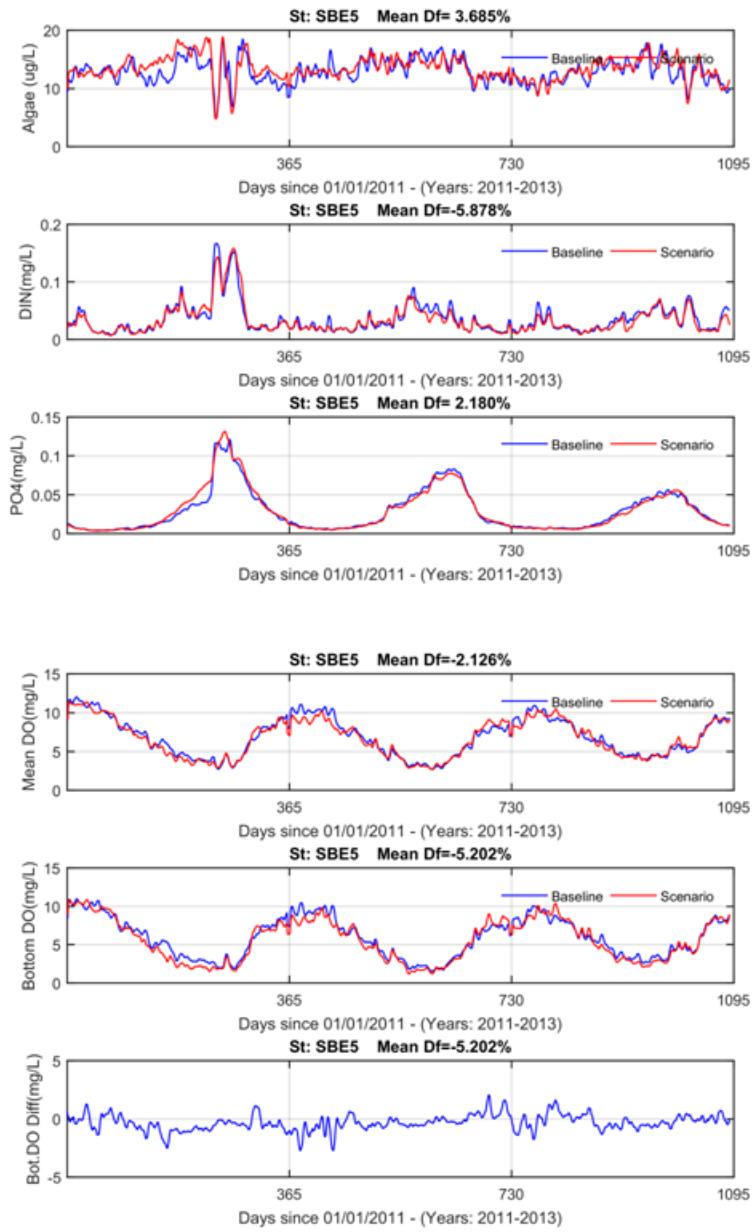 St: SBE5 Mean Df= 3.685%
20
10
0
Algae (ug/L)
Baseline Scenario
365 730 1095
Days since 01/01/2011 - (Years: 2011-2013)
St: SBE5 Mean Df=-5.878%
0.2
0.1
0
DIN(mg/L)
Baseline Scenario
365 730 1095
Days since 01/01/2011 - (Years: 2011-2013)
St: SBE5 Mean Df= 2.180%
0.15
0.1
0.05
0
PO4(mg/L)
Baseline Scenario
365 730 1095
Days since 01/01/2011 - (Years: 2011-2013)
St: SBE5 Mean Df=-2.126%
15
10
5
0
Mean DO(mg/L)
Baseline Scenario
365 730 1095
Days since 01/01/2011 - (Years: 2011-2013)
St: SBE5 Mean Df=-5.202%
15
10
5
0
Bottom DO(mg/L)
Baseline Scenario
365 730 1095
Days since 01/01/2011 - (Years: 2011-2013)
St: SBE5 Mean Df=-5.202%
5
0
-5
Bot.DO Diff(mg/L)
365 730 1095
Days since 01/01/2011 - (Years: 2011-2013)